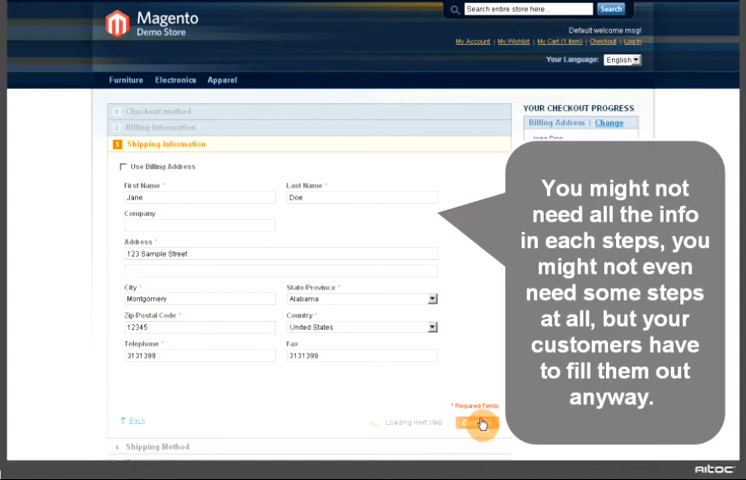 Magento
Demo Store
Search entire store here...
Search
Default welcome msg!
My Account | My Wishlist | My Cart (1 item) | Checkout | Log In
Your Language: English
Furniture Electronics Apparel
1 Checkout method
2 Billing Information
3 Shipping Information
Use Billing Address
First Name * Last Name *
Jane Doe
Company
Address *
123 Sample Street
City * State/Province *
Montgomery Alabama
Zip/Postal Code * Country *
12345 United States
Telephone * Fax
3131399 3131399
* Required Fields
↑ Back
Loading next step
4 Shipping Method
YOUR CHECKOUT PROGRESS
Billing Address | Change
Jane Doe
You might not
need all the info
in each steps, you
might not even
need some steps
at all, but your
customers have
to fill them out
anyway.
AITOC